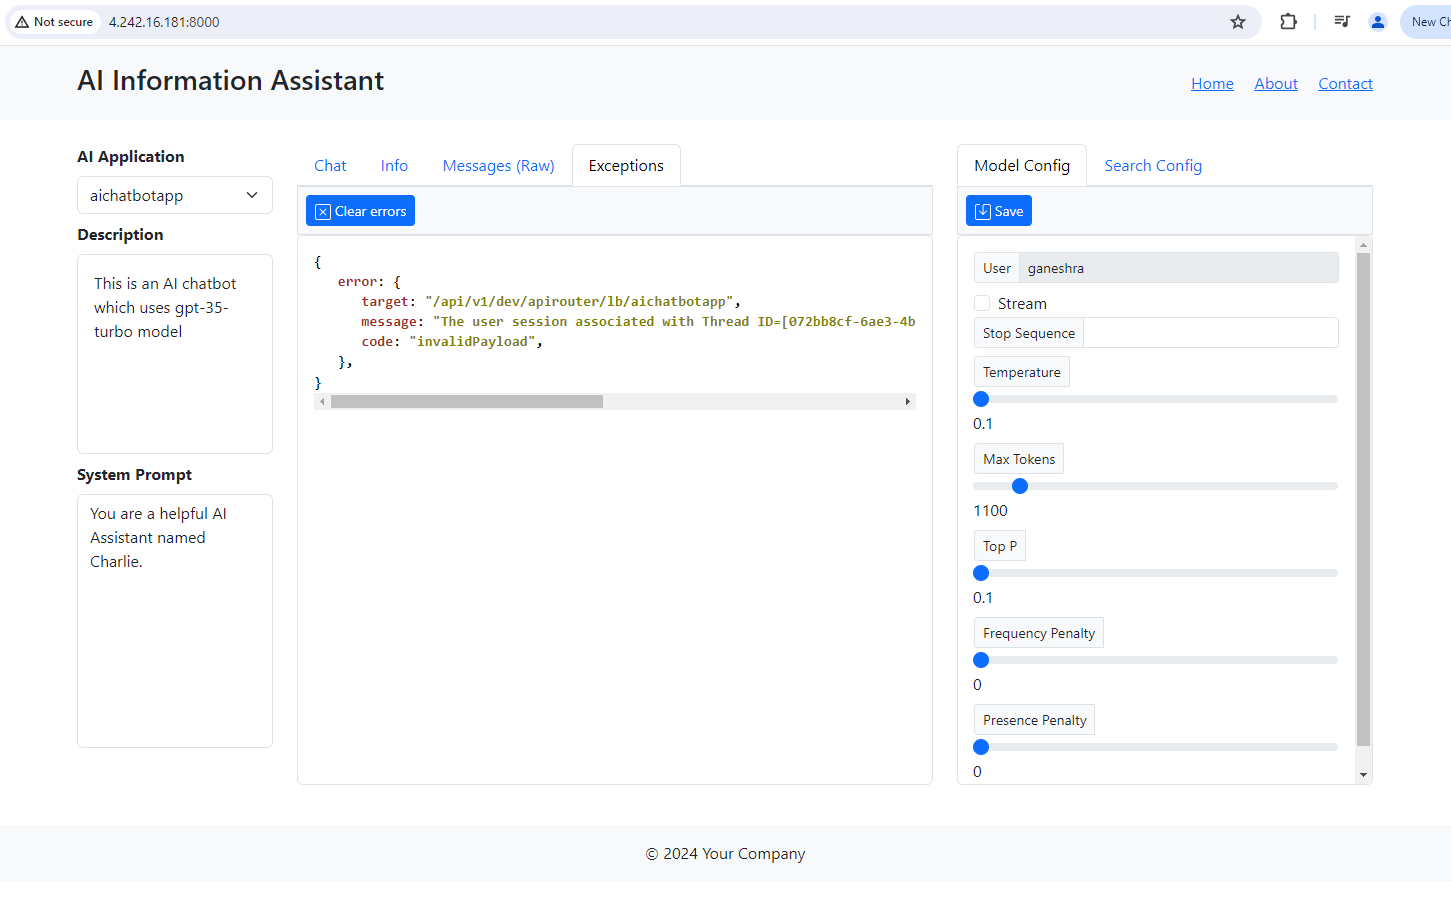 Not secure
4.242.16.181:8000
New Ch
AI Information Assistant
Home
About
Contact
AI Application
aichatbotapp
Description
This is an AI chatbot
which uses gpt-35-
turbo model
System Prompt
You are a helpful AI
Assistant named
Charlie.
Chat
Info
Messages (Raw)
Exceptions
Clear errors
{
error: {
target: "/api/v1/dev/apirouter/lb/aichatbotapp",
message: "The user session associated with Thread ID=[072bb8cf-6ae3-4b
code: "invalidPayload",
},
}
Model Config
Search Config
Save
User
ganeshra
Stream
Stop Sequence
Temperature
0.1
Max Tokens
1100
Top P
0.1
Frequency Penalty
0
Presence Penalty
0
© 2024 Your Company